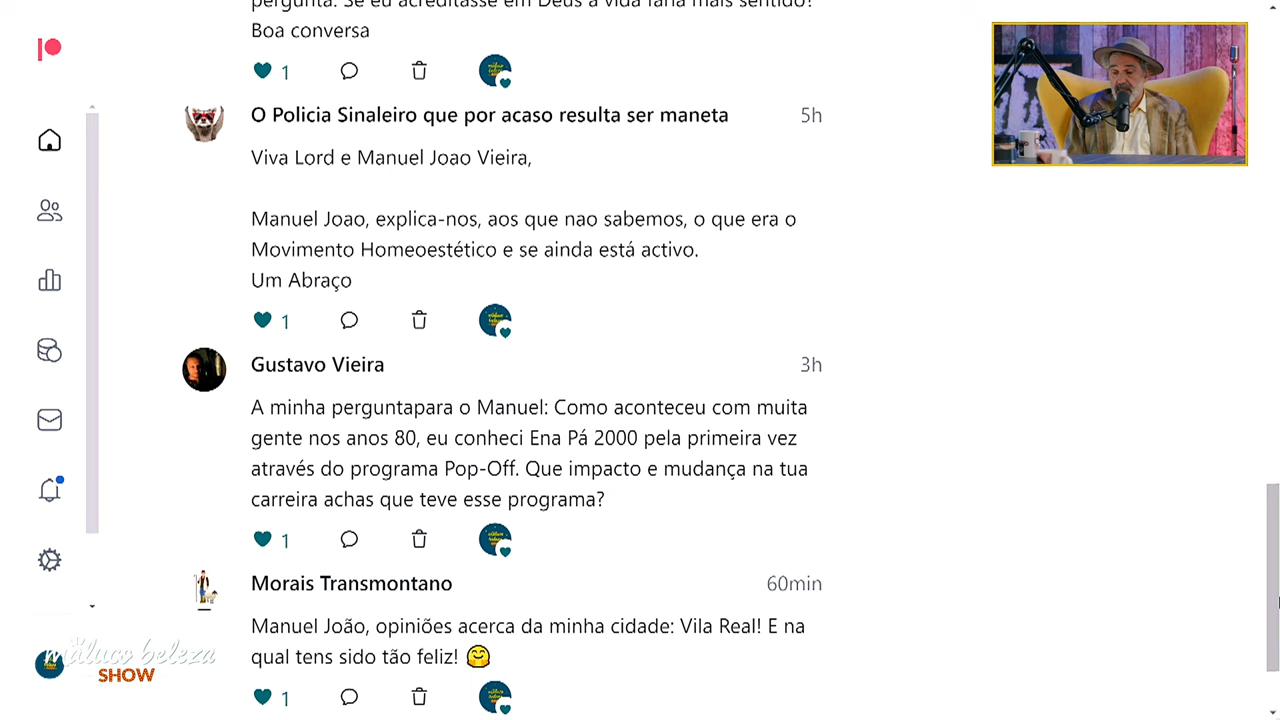 pergunta: Se eu acreditasse em Deus a vida faria mais sentido?
Boa conversa
1
O Policia Sinaleiro que por acaso resulta ser maneta
5h
Viva Lord e Manuel Joao Vieira,
Manuel Joao, explica-nos, aos que nao sabemos, o que era o
Movimento Homeoestético e se ainda está activo.
Um Abraço
1
Gustavo Vieira
3h
A minha perguntapara o Manuel: Como aconteceu com muita
gente nos anos 80, eu conheci Ena Pá 2000 pela primeira vez
através do programa Pop-Off. Que impacto e mudança na tua
carreira achas que teve esse programa?
1
Morais Transmontano
60min
Manuel João, opiniões acerca da minha cidade: Vila Real! E na
qual tens sido tão feliz! 🤗
1
maluco beleza
SHOW